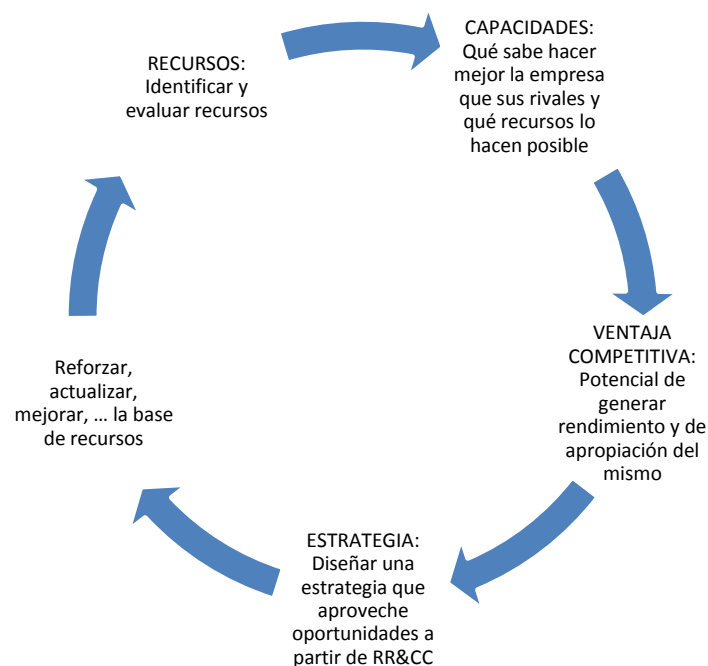 RECURSOS:
Identificar y
evaluar recursos
CAPACIDADES:
Qué sabe hacer
mejor la empresa
que sus rivales y
qué recursos lo
hacen posible
VENTAJA
COMPETITIVA:
Potencial de
generar
rendimiento y de
apropiación del
mismo
ESTRATEGIA:
Diseñar una
estrategia que
aproveche
oportunidades a
partir de RR&CC
Reforzar,
actualizar,
mejorar, ... la base
de recursos